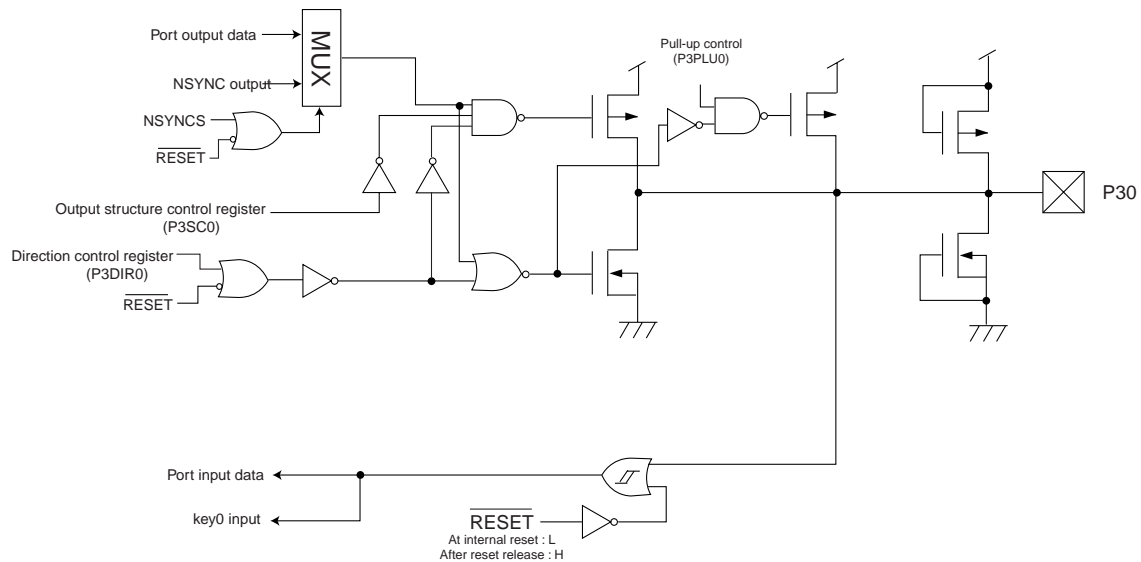 Port output data
NSYNC output
MUX
NSYNCS
RESET
Pull-up control
(P3PLU0)
Output structure control register
(P3SC0)
Direction control register
(P3DIR0)
RESET
P30
Port input data
key0 input
RESET
At internal reset : L
After reset release : H